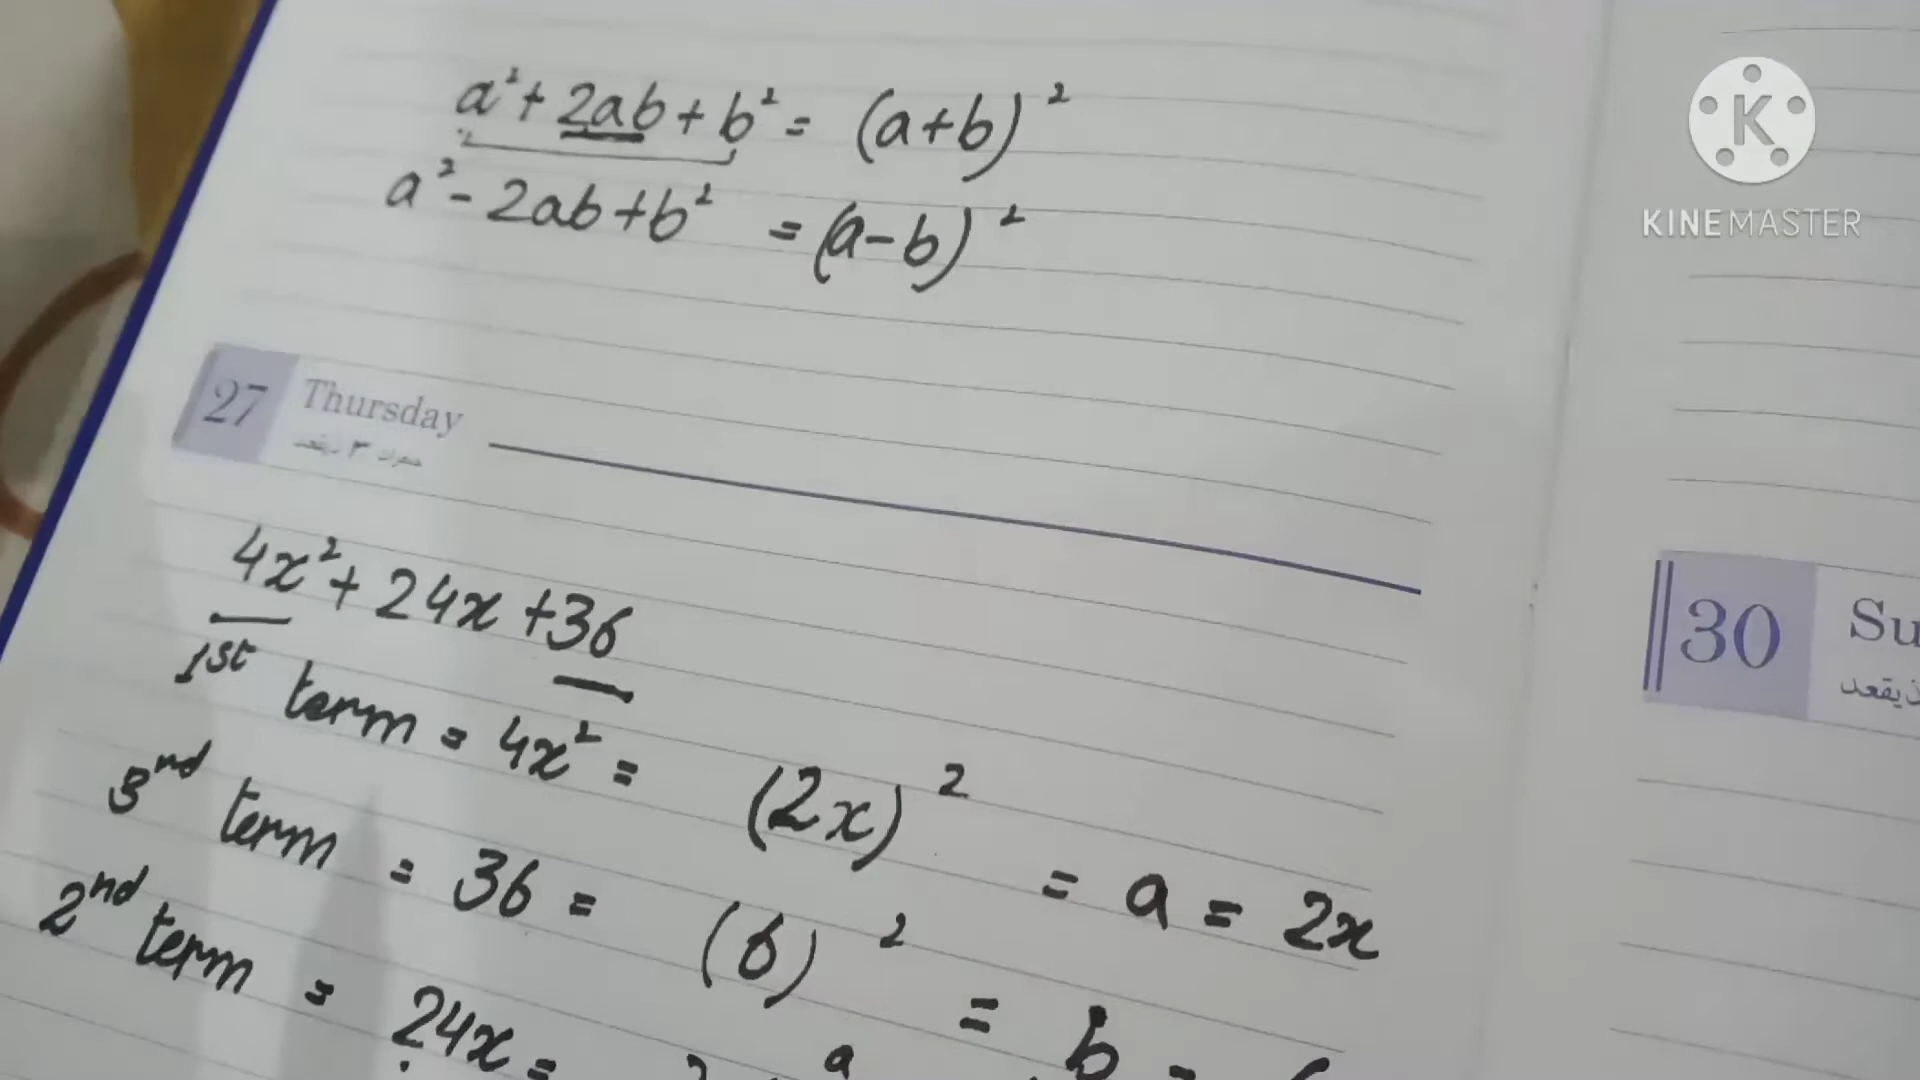 a² + 2ab + b² = (a+b)²
a² - 2ab + b² = (a-b)²
KINEMASTER
27 Thursday
4x² + 24x + 36
1st term = 4x² = (2x)² = a = 2x
3nd term = 36 = (6)² = b =
2nd term = 24x =
30 Su